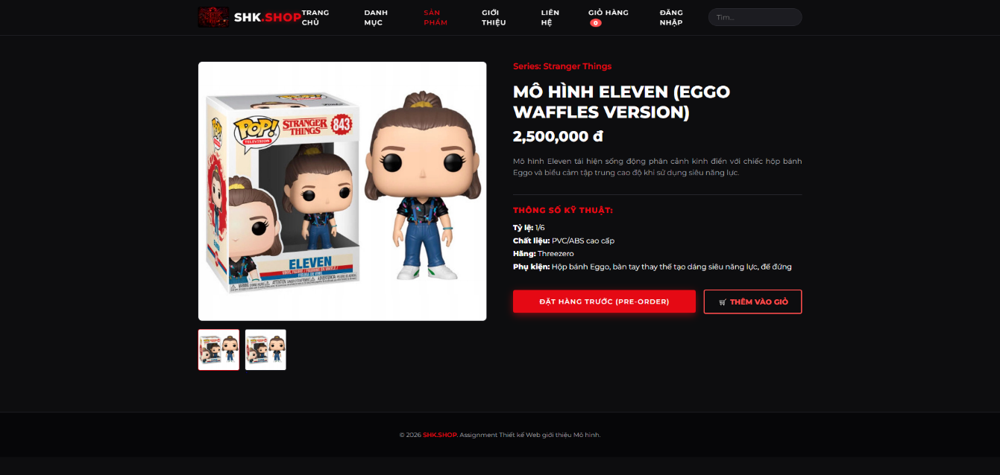 SHK.SHOP
TRANG CHỦ
DANH MỤC
SẢN PHẨM
GIỚI THIỆU
LIÊN HỆ
GIỎ HÀNG 0
ĐĂNG NHẬP
Tìm...
POP!
TELEVISION
STRANGER THINGS
843
Funko
ELEVEN
Series: Stranger Things
MÔ HÌNH ELEVEN (EGGO
WAFFLES VERSION)
2,500,000 đ
Mô hình Eleven tái hiện sống động phân cảnh kinh điển với chiếc hộp bánh
Eggo và biểu cảm tập trung cao độ khi sử dụng siêu năng lực.
THÔNG SỐ KỸ THUẬT:
Tỷ lệ: 1/6
Chất liệu: PVC/ABS cao cấp
Hãng: Threezero
Phụ kiện: Hộp bánh Eggo, bàn tay thay thế tạo dáng siêu năng lực, đế đứng
ĐẶT HÀNG TRƯỚC (PRE-ORDER)
🛒 THÊM VÀO GIỎ
© 2026 SHK.SHOP. Assignment Thiết kế Web giới thiệu Mô hình.